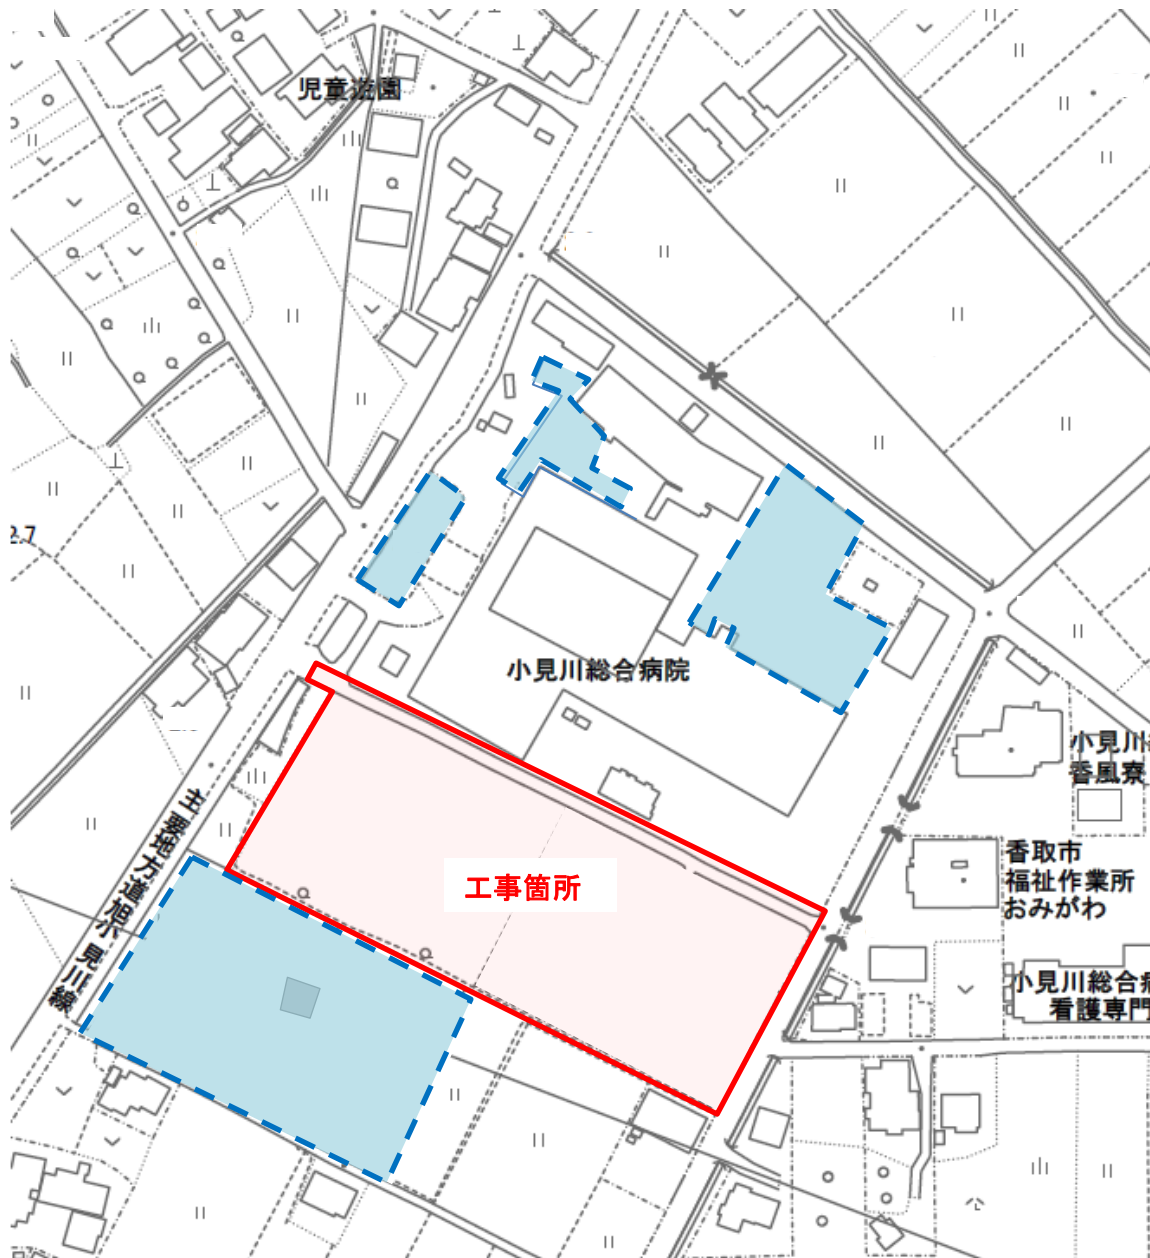 児童遊園
2.7
小見川総合病院
小見川
香風寮
主要地方道旭小見川線
工事箇所
香取市
福祉作業所
おみがわ
小見川総合病
看護専門